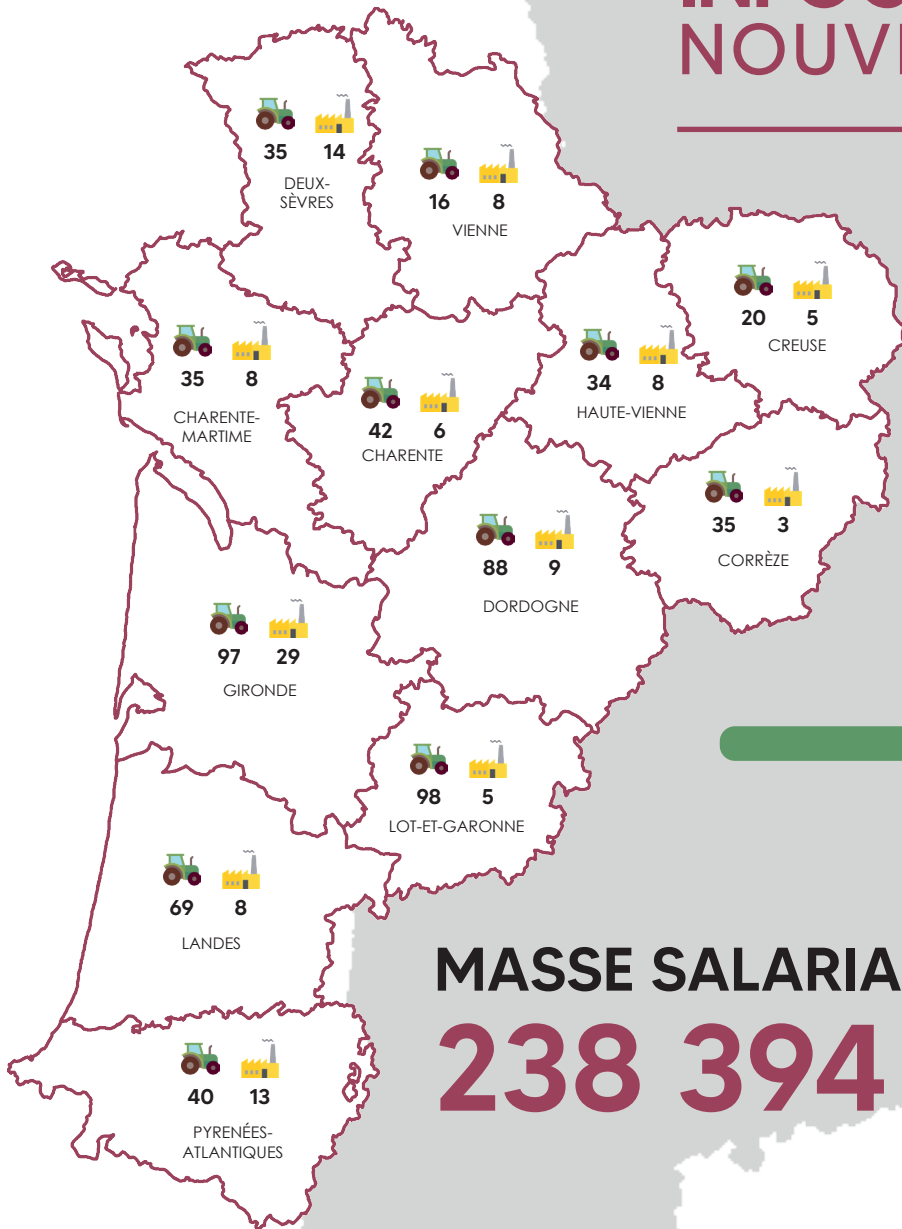 NOUV
35 14
DEUX-
SÈVRES
16 8
VIENNE
20 5
CREUSE
35 8
CHARENTE-
MARTIME
42 6
CHARENTE
34 8
HAUTE-VIENNE
35 3
CORRÈZE
88 9
DORDOGNE
97 29
GIRONDE
98 5
LOT-ET-GARONNE
69 8
LANDES
MASSE SALARIA
238 394
40 13
PYRENÉES-
ATLANTIQUES